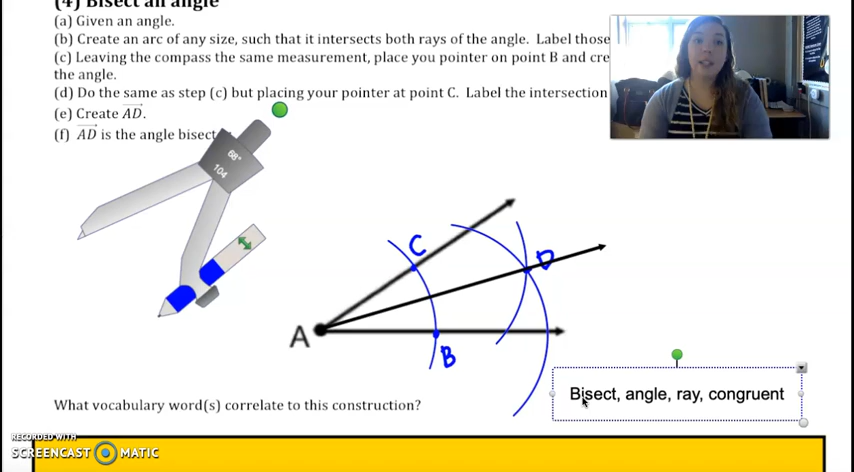 (4) Bisect an angle
(a) Given an angle.
(b) Create an arc of any size, such that it intersects both rays of the angle. Label those
(c) Leaving the compass the same measurement, place you pointer on point B and cre
the angle.
(d) Do the same as step (c) but placing your pointer at point C. Label the intersection
(e) Create AD.
(f) AD is the angle bisect
68°
104
C
D
A
B
Bisect, angle, ray, congruent
What vocabulary word(s) correlate to this construction?
RECORDED WITH
SCREENCAST MATIC